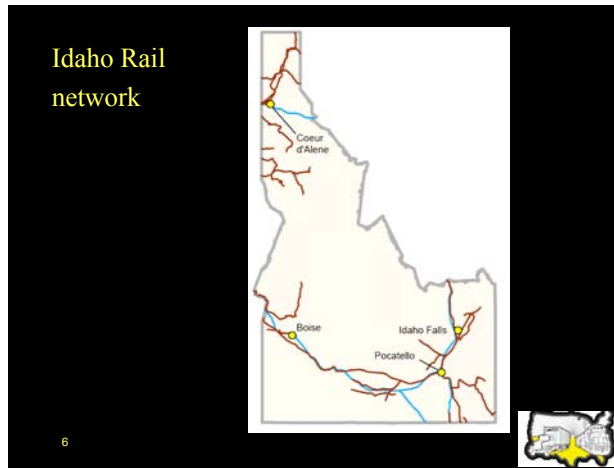 Idaho Rail
network
Coeur
d'Alene
Boise
Idaho Falls
Pocatello
6